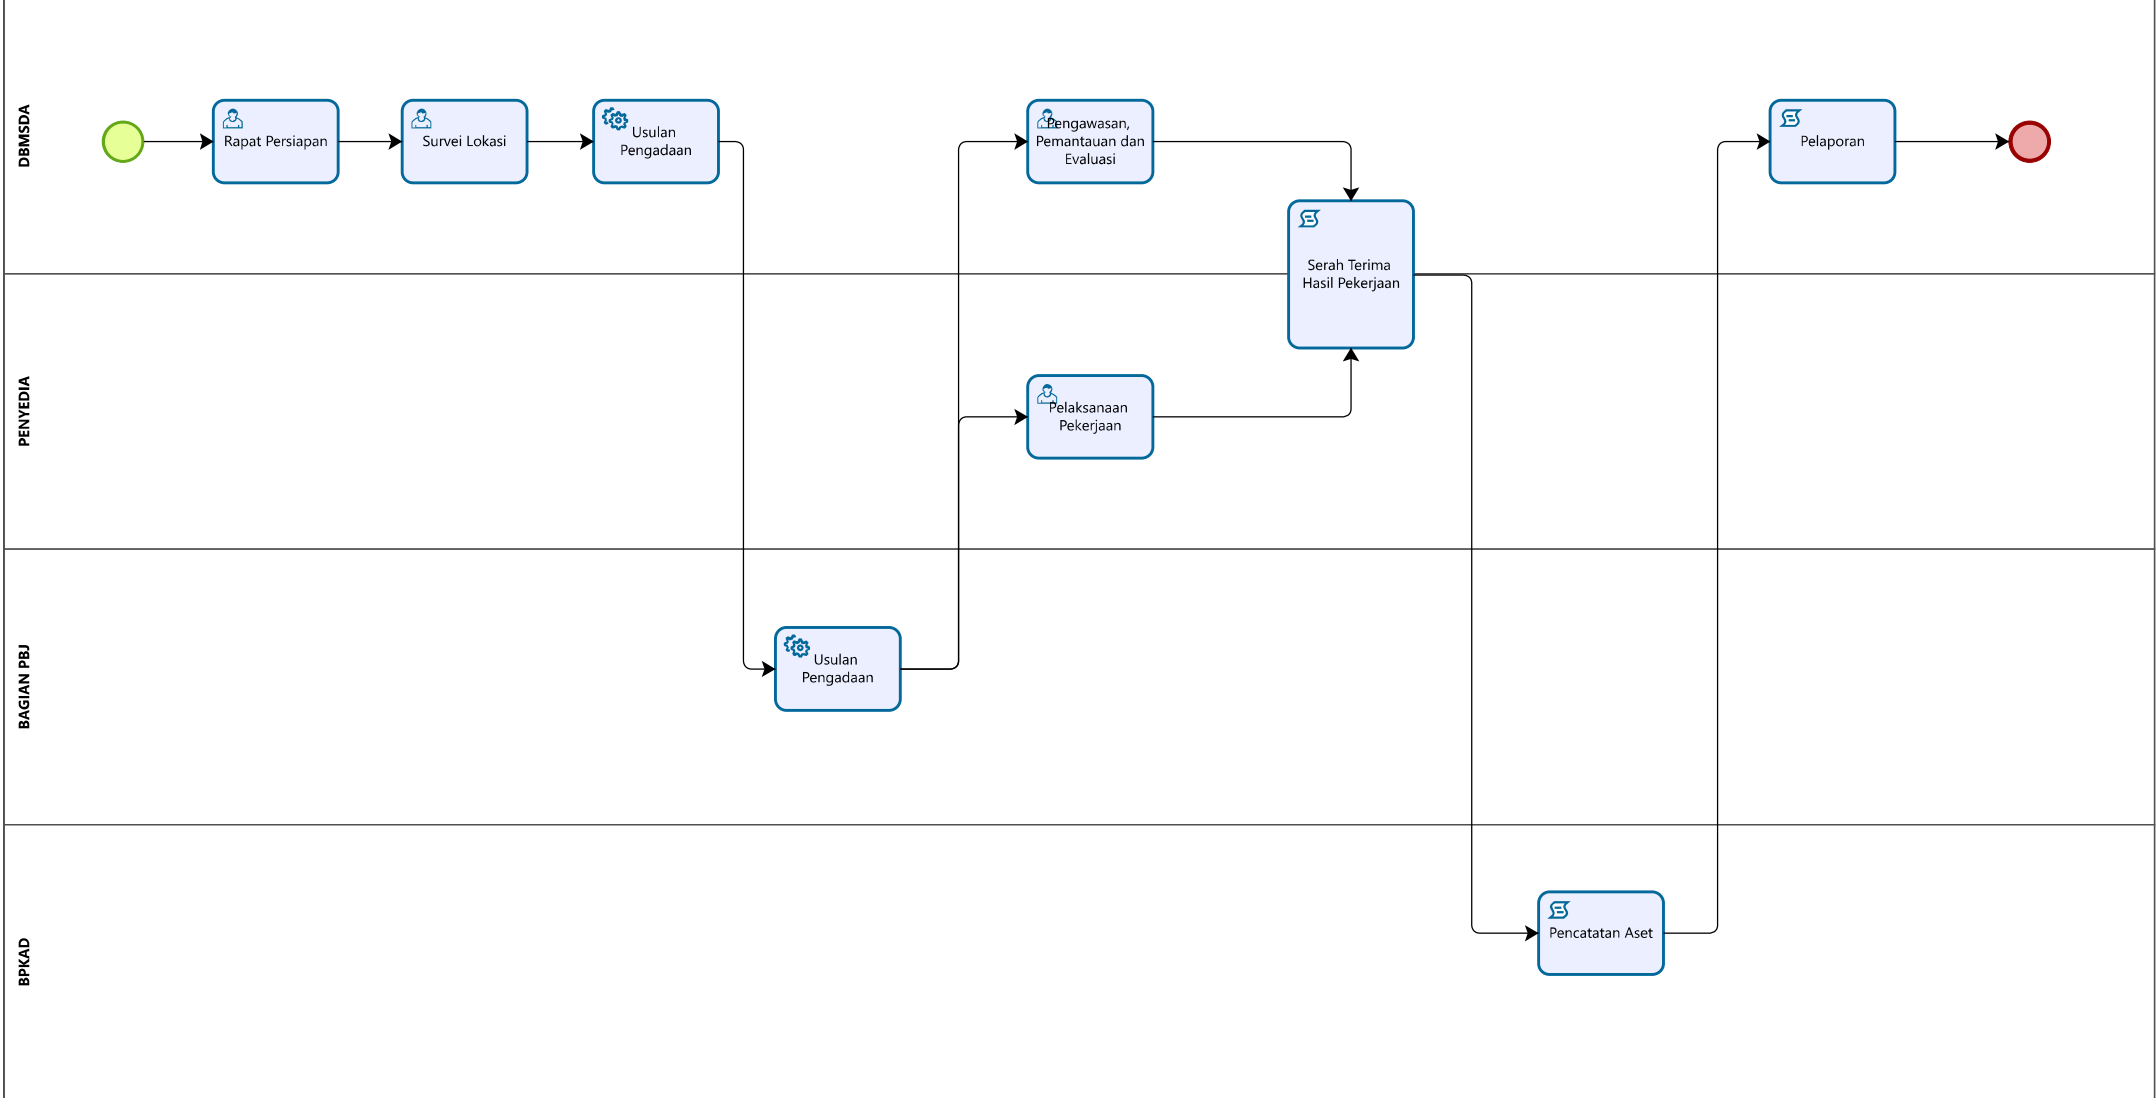 DBMSDA
Rapat Persiapan
Survei Lokasi
Usulan
Pengadaan
Pengawasan,
Pemantauan dan
Evaluasi
Pelaporan
Serah Terima
Hasil Pekerjaan
PENYEDIA
Pelaksanaan
Pekerjaan
BAGIAN PBJ
Usulan
Pengadaan
BPKAD
Pencatatan Aset